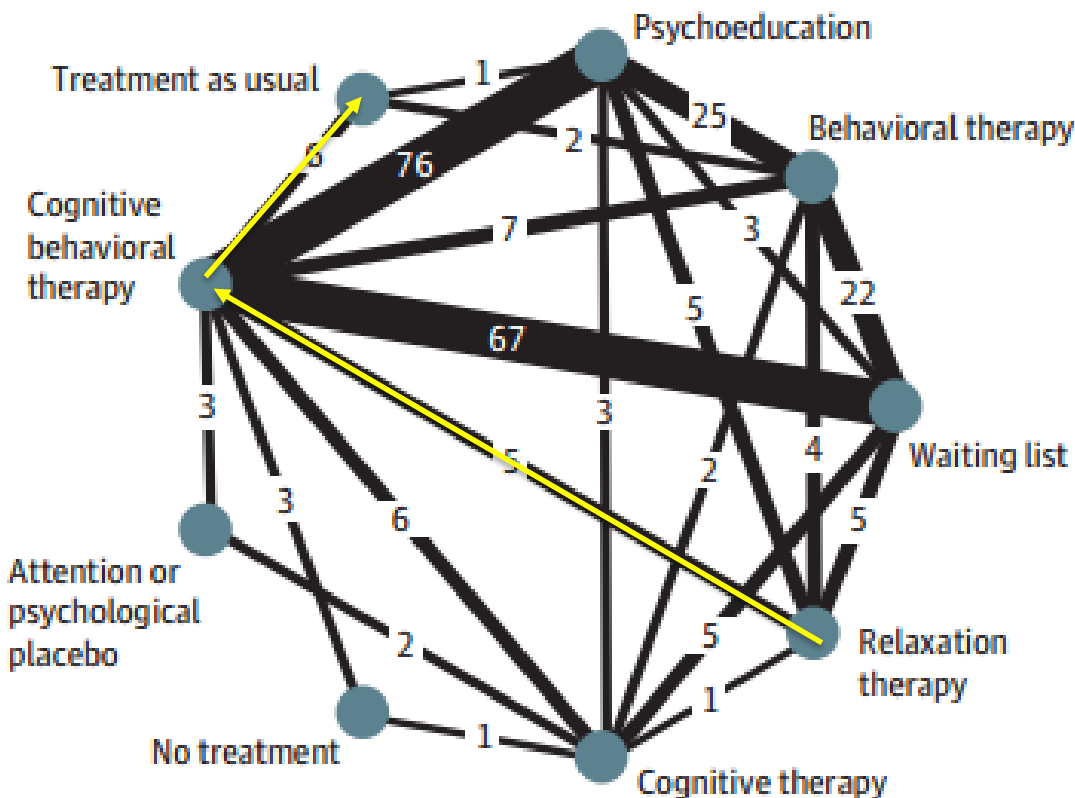 Psychoeducation
Treatment as usual
1
25
Behavioral therapy
2
6
76
Cognitive
behavioral
therapy
7
3
22
5
67
3
3
2
4
Waiting list
5
3
6
5
Attention or
psychological
placebo
2
5
Relaxation
therapy
1
No treatment
1
Cognitive therapy